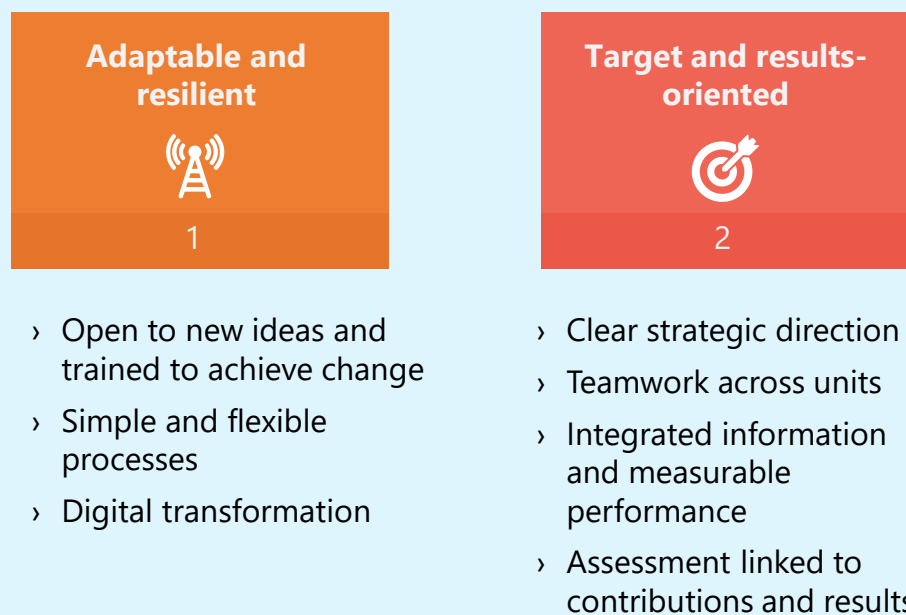 Adaptable and
resilient
1
› Open to new ideas and
trained to achieve change
› Simple and flexible
processes
› Digital transformation
Target and results-
oriented
2
› Clear strategic direction
› Teamwork across units
› Integrated information
and measurable
performance
› Assessment linked to
contributions and results